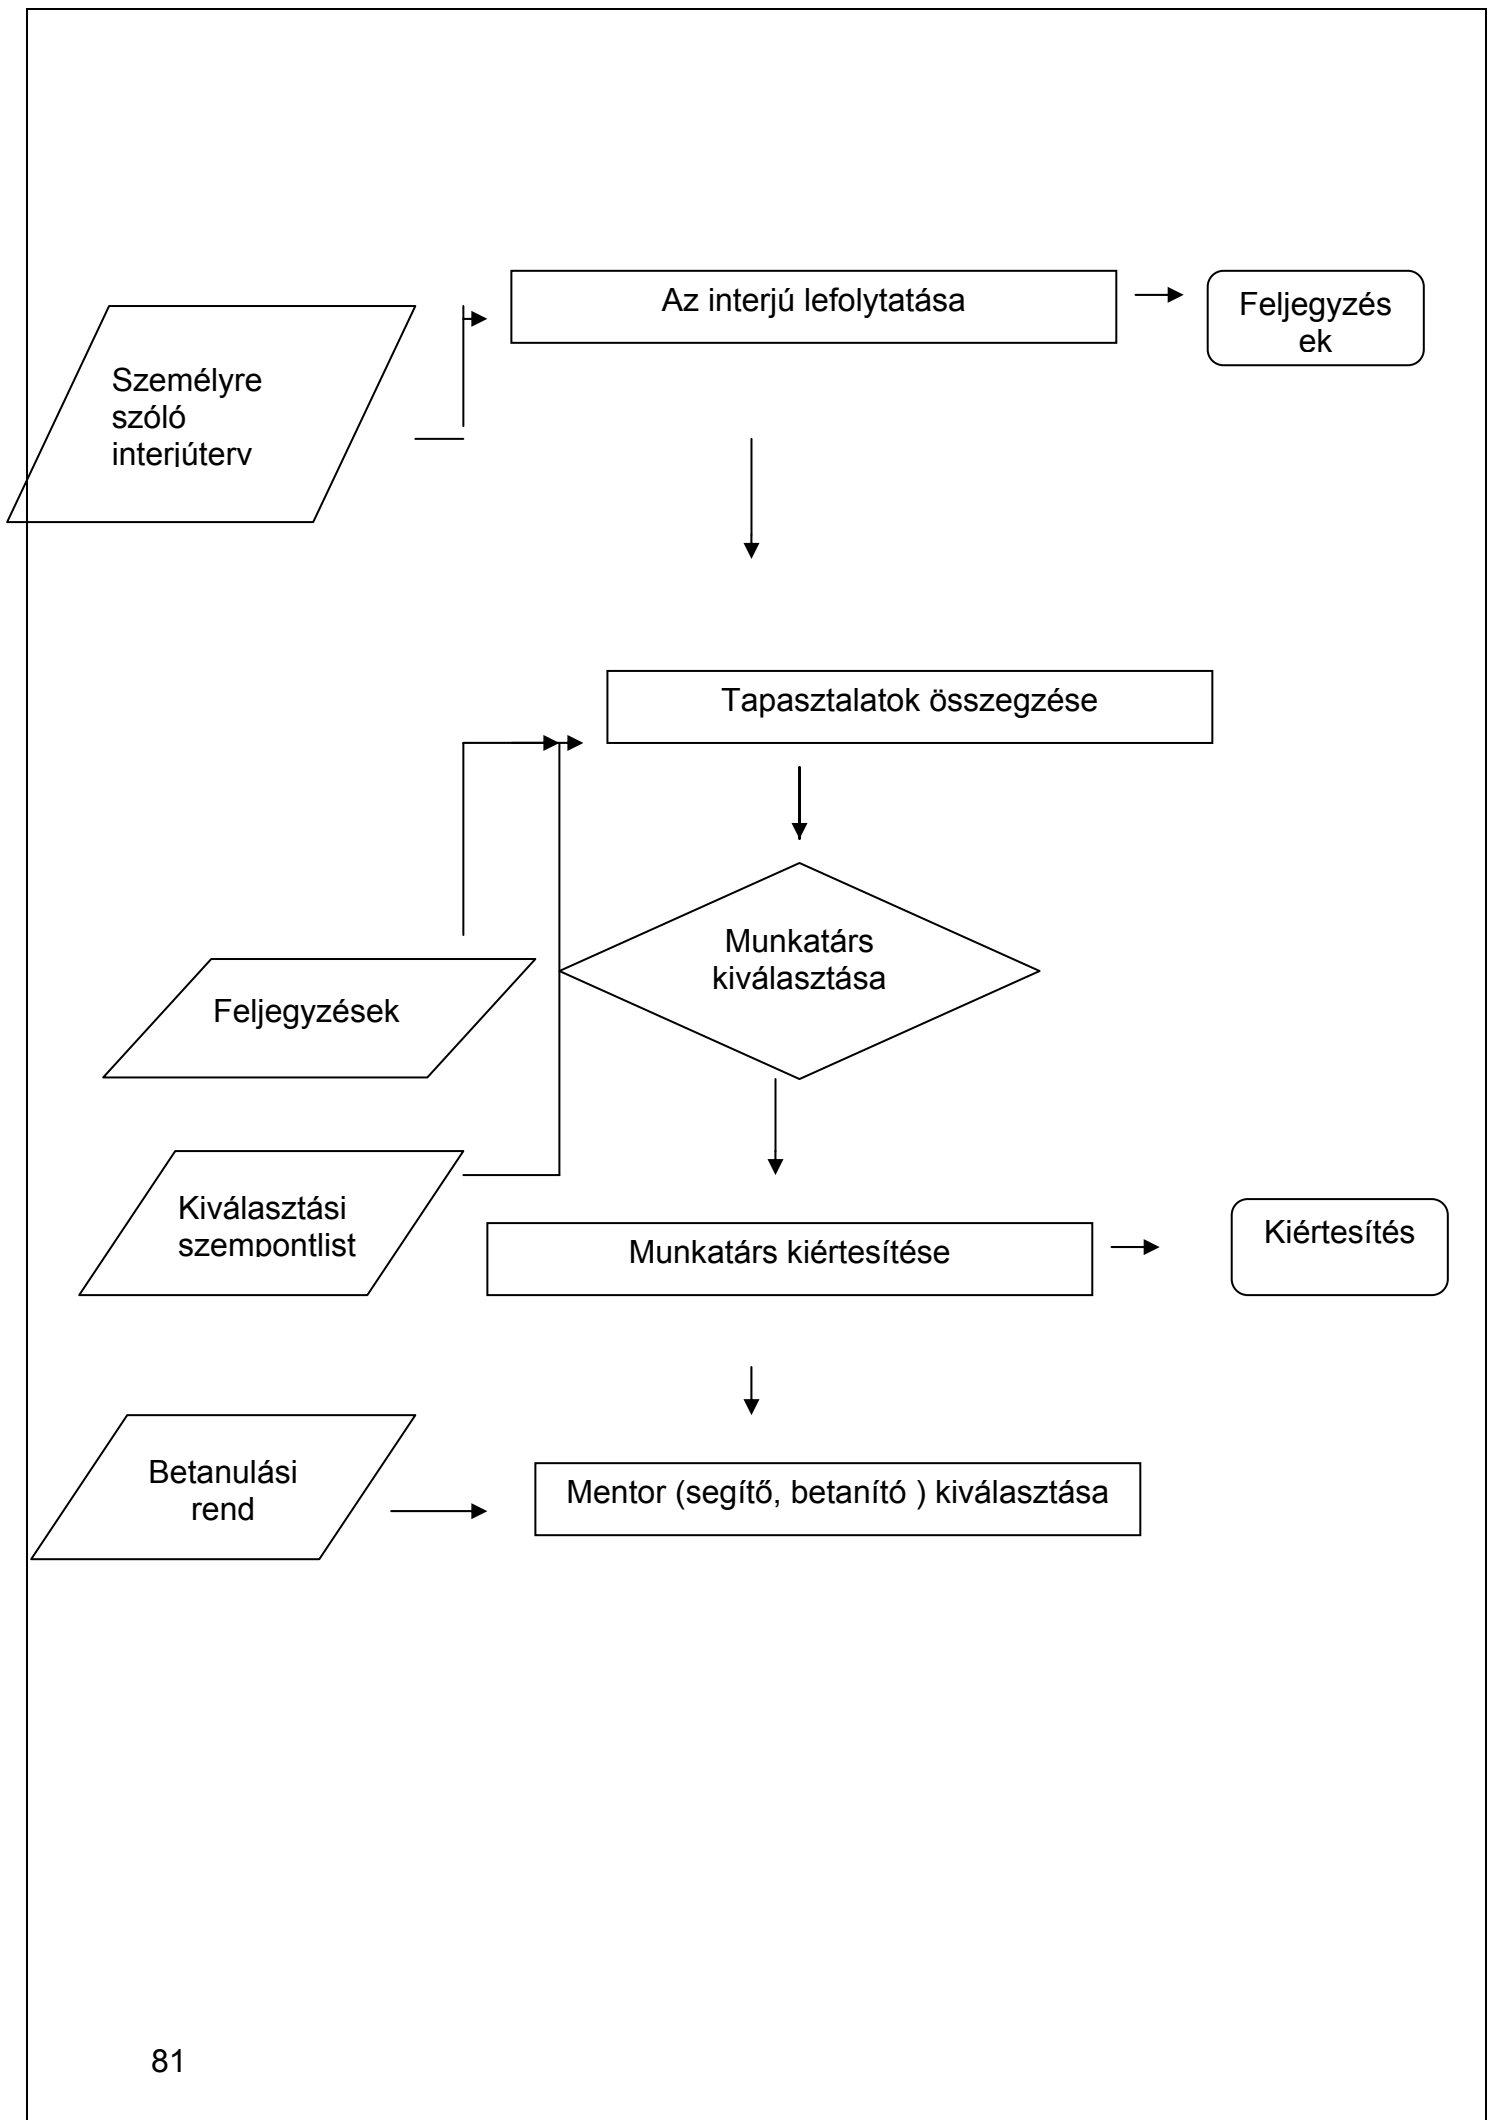 Az interjú lefolytatása
Feljegyzés
ek
Személyre
szóló
interjúterv
Tapasztalatok összegzése
Munkatárs
kiválasztása
Feljegyzések
Kiválasztási
szempontlist
Munkatárs kiértesítése
Kiértesítés
Betanulási
rend
Mentor (segítő, betanító ) kiválasztása
81